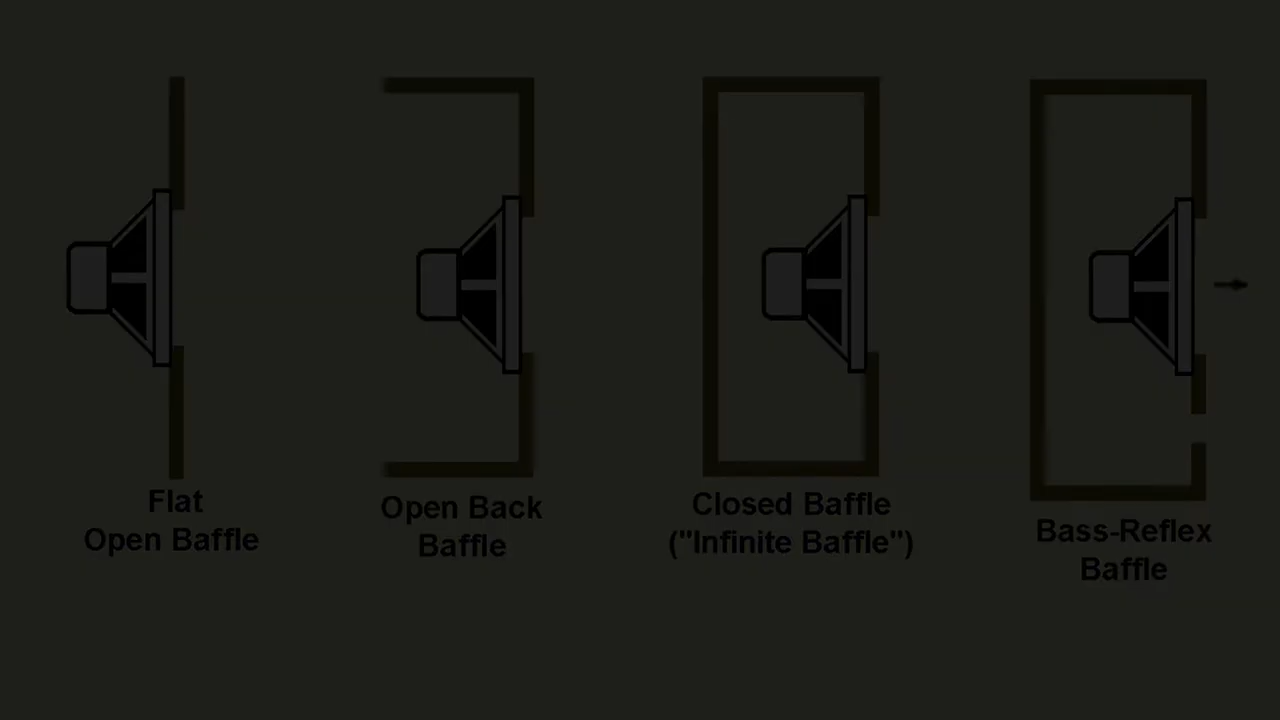 Flat
Open Baffle
Open Back
Baffle
Closed Baffle
("Infinite Baffle")
Bass-Reflex
Baffle